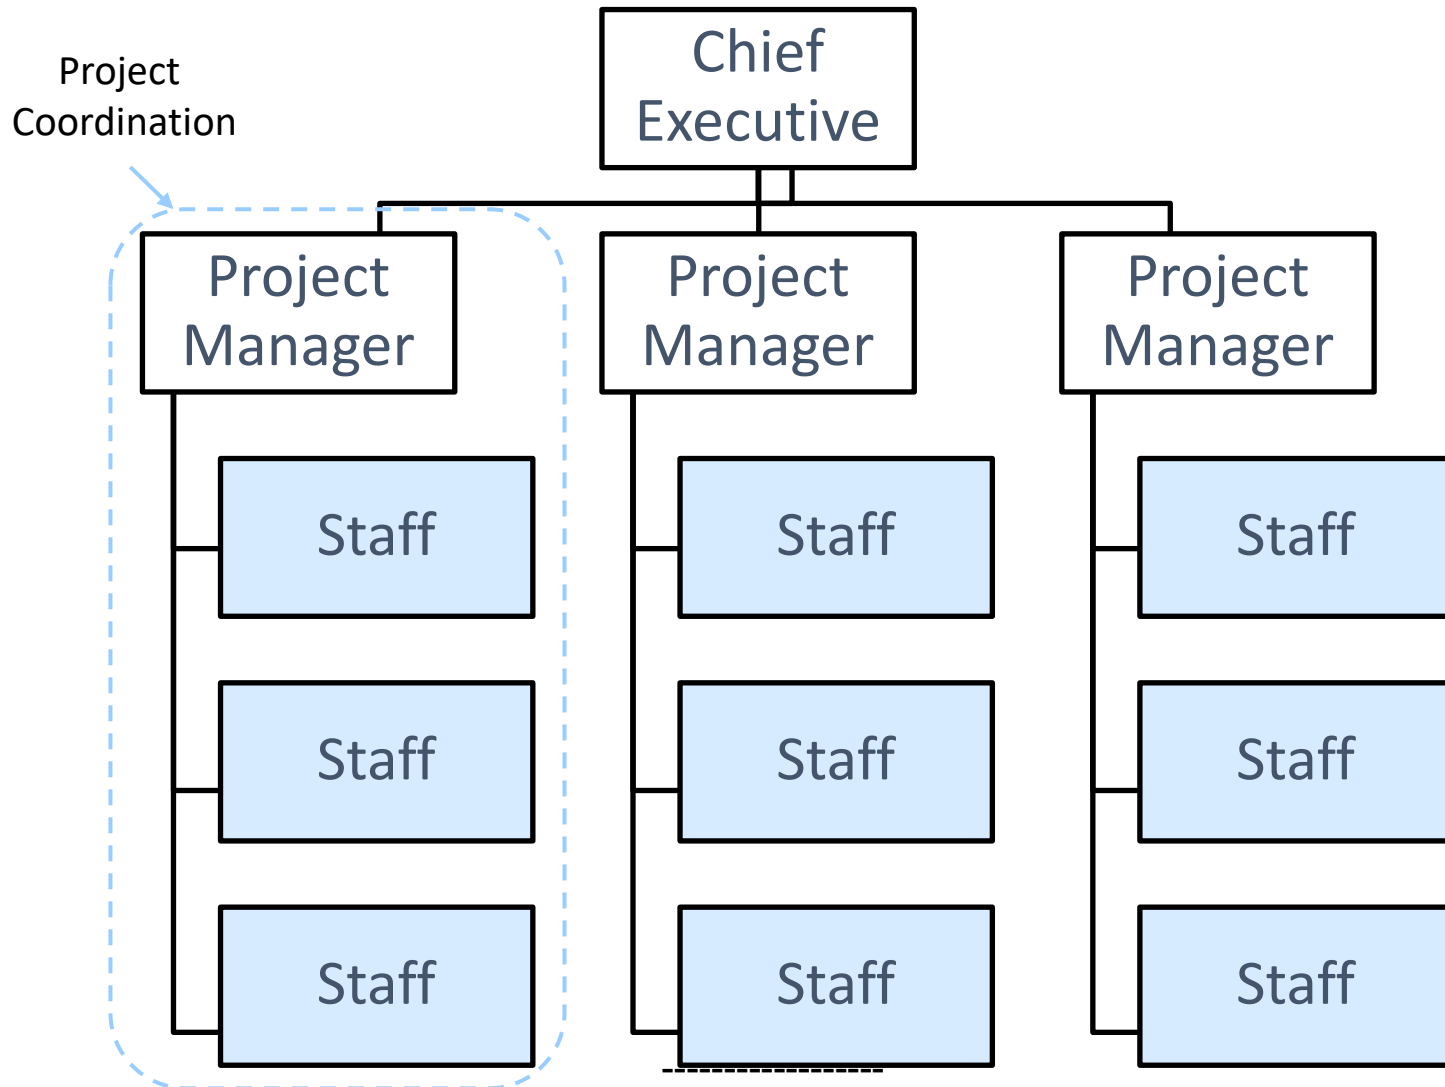 Project
Coordination
Chief
Executive
Project
Manager
Project
Manager
Project
Manager
Staff
Staff
Staff
Staff
Staff
Staff
Staff
Staff
Staff